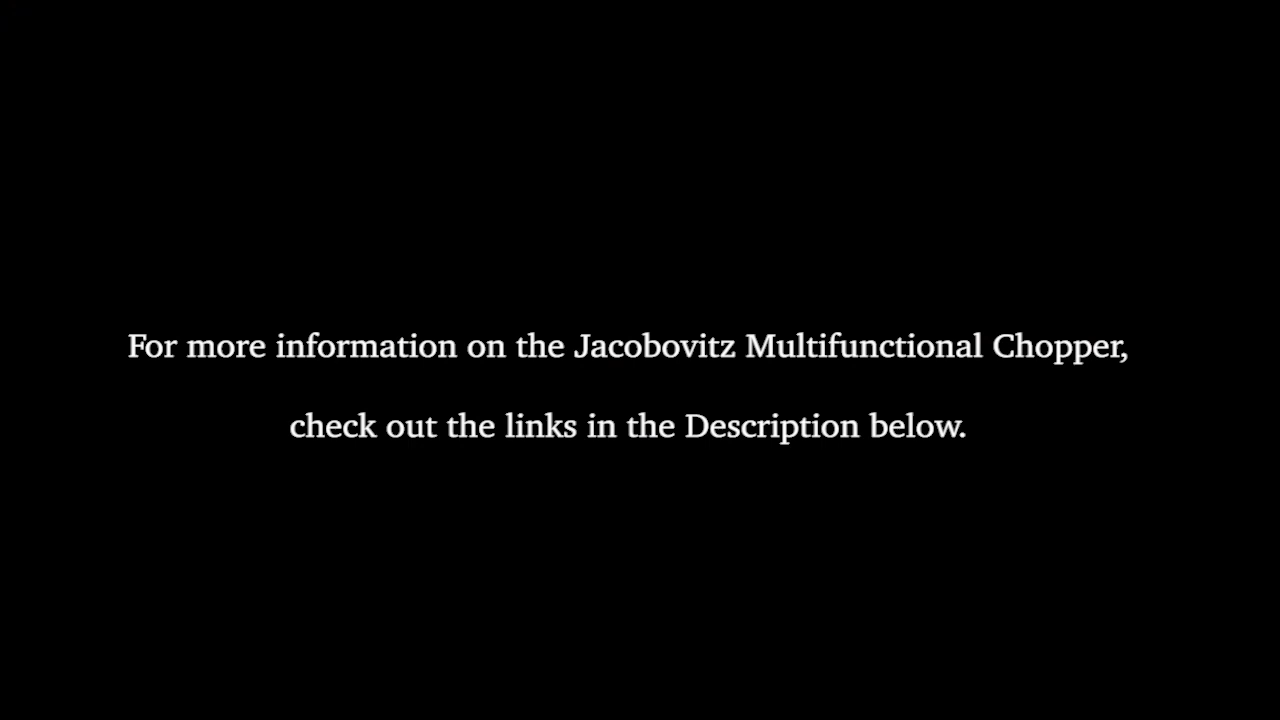 For more information on the Jacobovitz Multifunctional Chopper,
check out the links in the Description below.